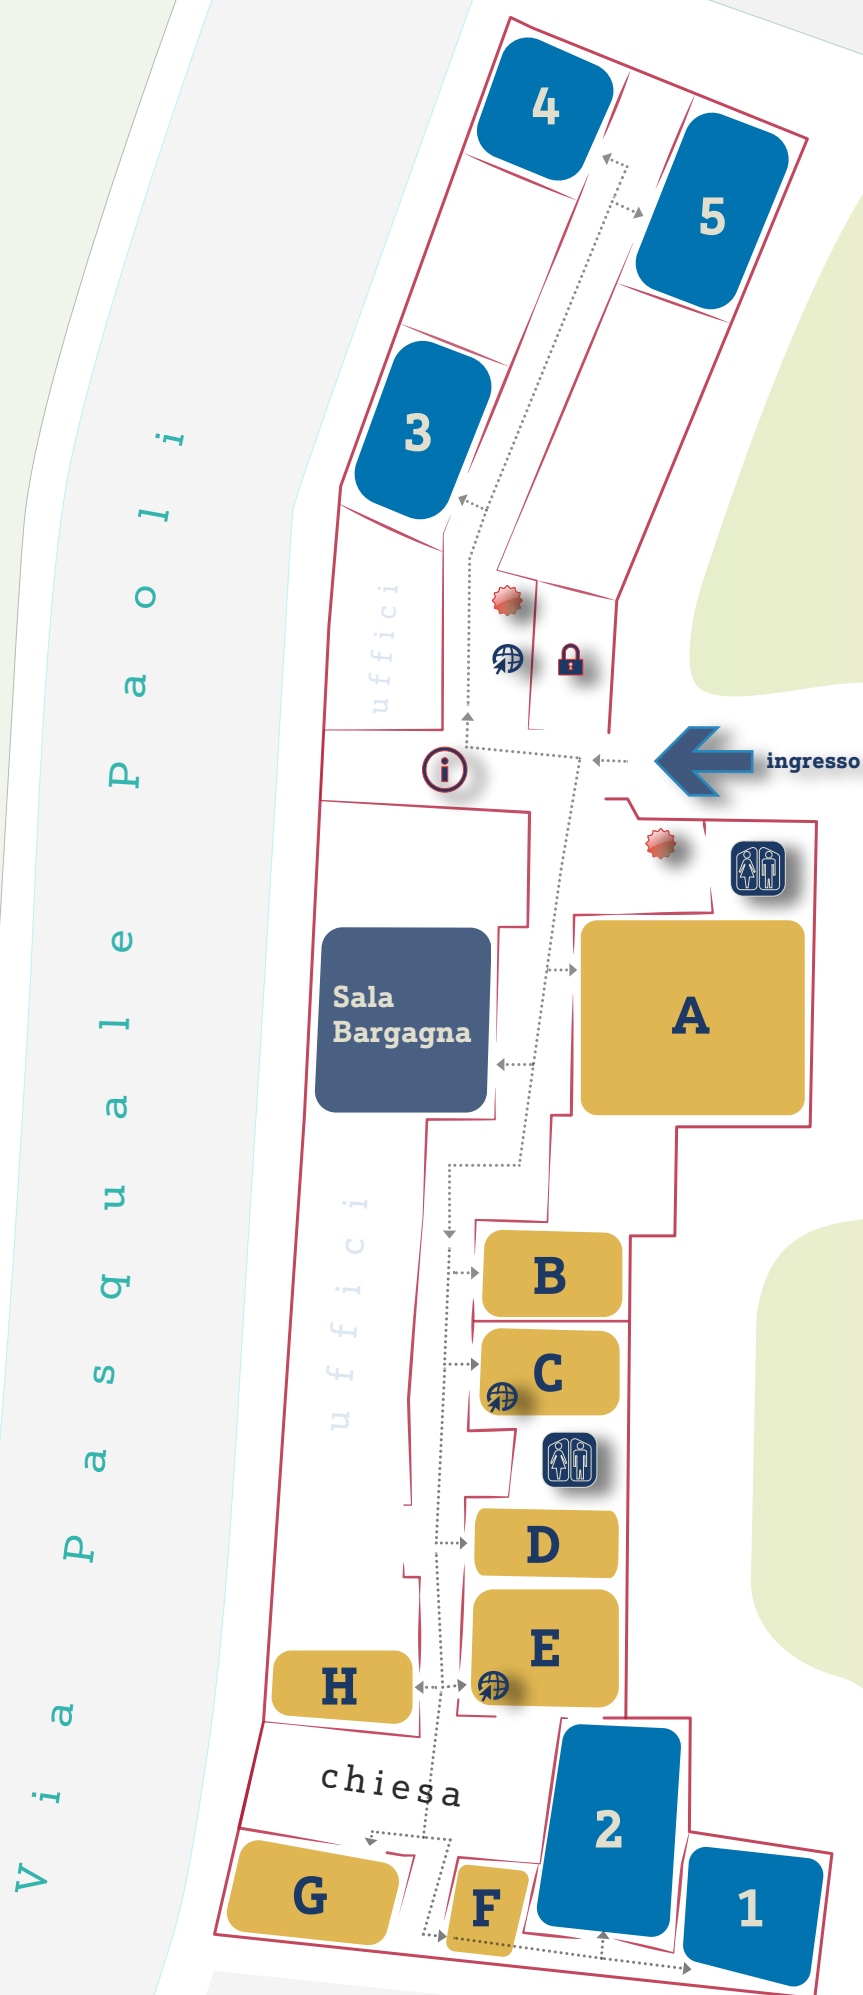 4
5
3
uffici
i
ingresso
Sala
Bargagna
A
uffici
B
C
D
E
H
chiesa
2
G
F
1
Via Pasquale Paoli